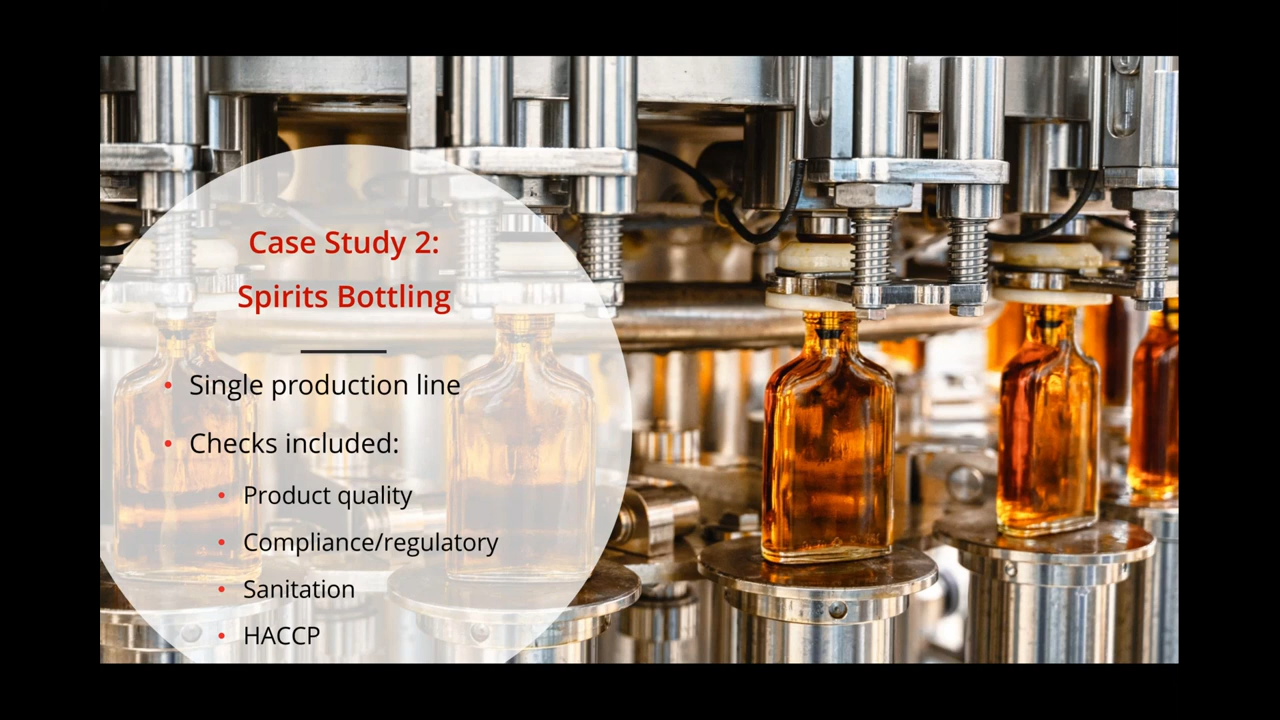 Case Study 2:
Spirits Bottling
• Single production line
• Checks included:
• Product quality
• Compliance/regulatory
• Sanitation
• HACCP